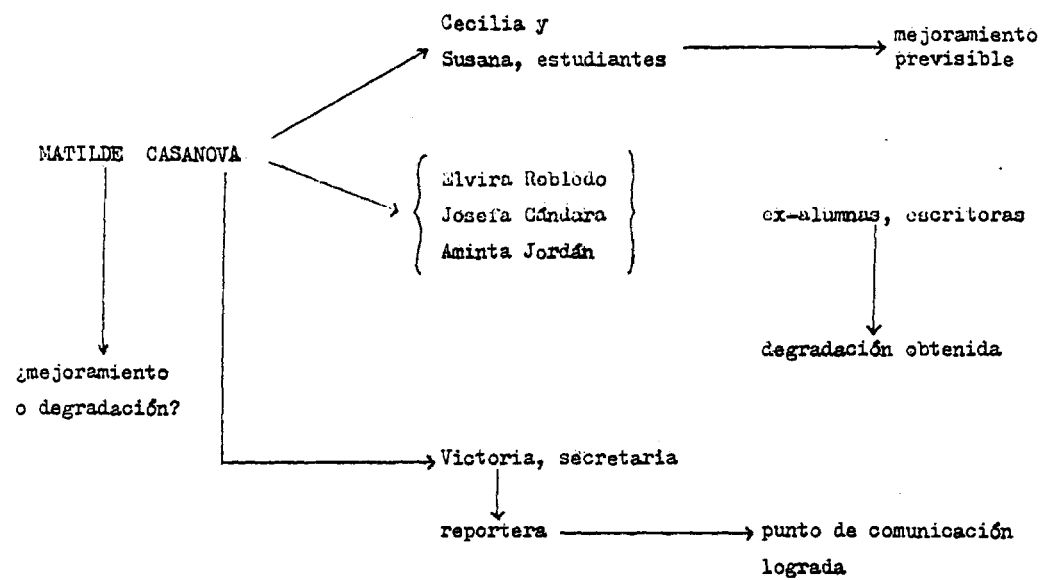 Cecilia y
Susana, estudiantes
mejoramiento
previsible
MATILDE CASANOVA
Elvira Robledo
Josefa Gándara
Aminta Jordán
ex-alumnas, escritoras
degradación obtenida
¿mejoramiento
o degradación?
Victoria, secretaria
reportera
punto de comunicación
lograda